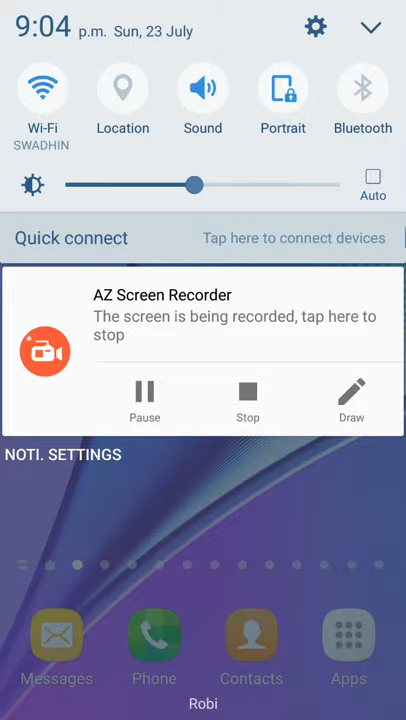 9:04 p.m. Sun, 23 July
Wi-Fi Location Sound Portrait Bluetooth
SWADHIN
Auto
Quick connect Tap here to connect devices
AZ Screen Recorder
The screen is being recorded, tap here to
stop
Pause Stop Draw
NOTI. SETTINGS
Messages Phone Contacts Apps
Robi